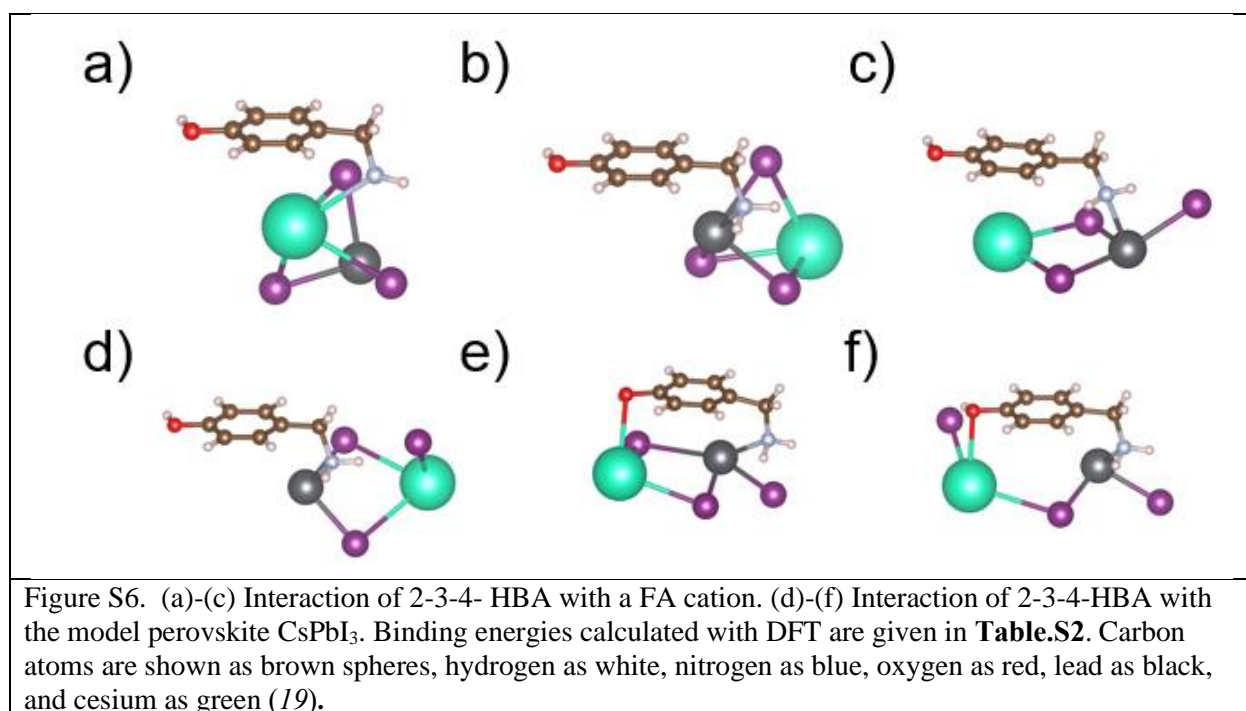 a)
b)
c)
d)
e)
f)
Figure S6. (a)-(c) Interaction of 2-3-4- HBA with a FA cation. (d)-(f) Interaction of 2-3-4-HBA with
the model perovskite CsPbI₃. Binding energies calculated with DFT are given in Table.S2. Carbon
atoms are shown as brown spheres, hydrogen as white, nitrogen as blue, oxygen as red, lead as black,
and cesium as green (19).